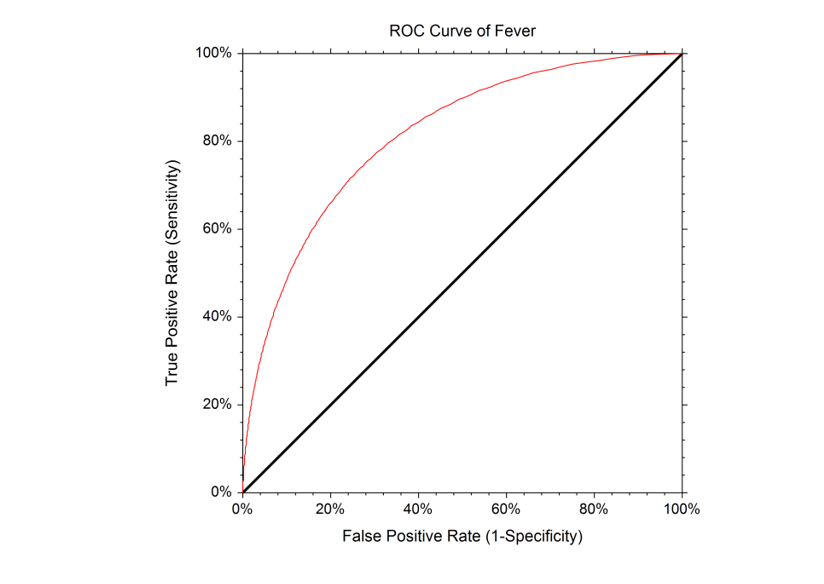 ROC Curve of Fever
100%
80%
60%
40%
20%
0%
True Positive Rate (Sensitivity)
0% 20% 40% 60% 80% 100%
False Positive Rate (1-Specificity)